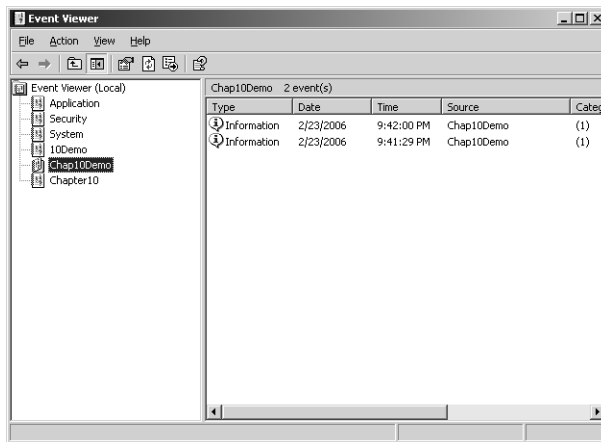 Event Viewer
File Action View Help
Event Viewer (Local)
Application
Security
System
10Demo
Chap10Demo
Chapter10
Chap10Demo 2 event(s)
Type Date Time Source Categ
Information 2/23/2006 9:42:00 PM Chap10Demo (1)
Information 2/23/2006 9:41:29 PM Chap10Demo (1)